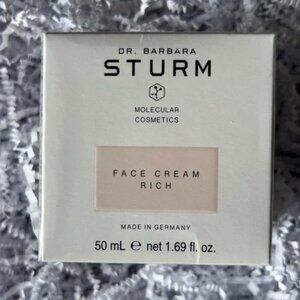 DR. BARBARA
STURM
MOLECULAR
COSMETICS
FACE CREAM
RICH
MADE IN GERMANY
50 mL ℮ net 1.69 fl. oz.